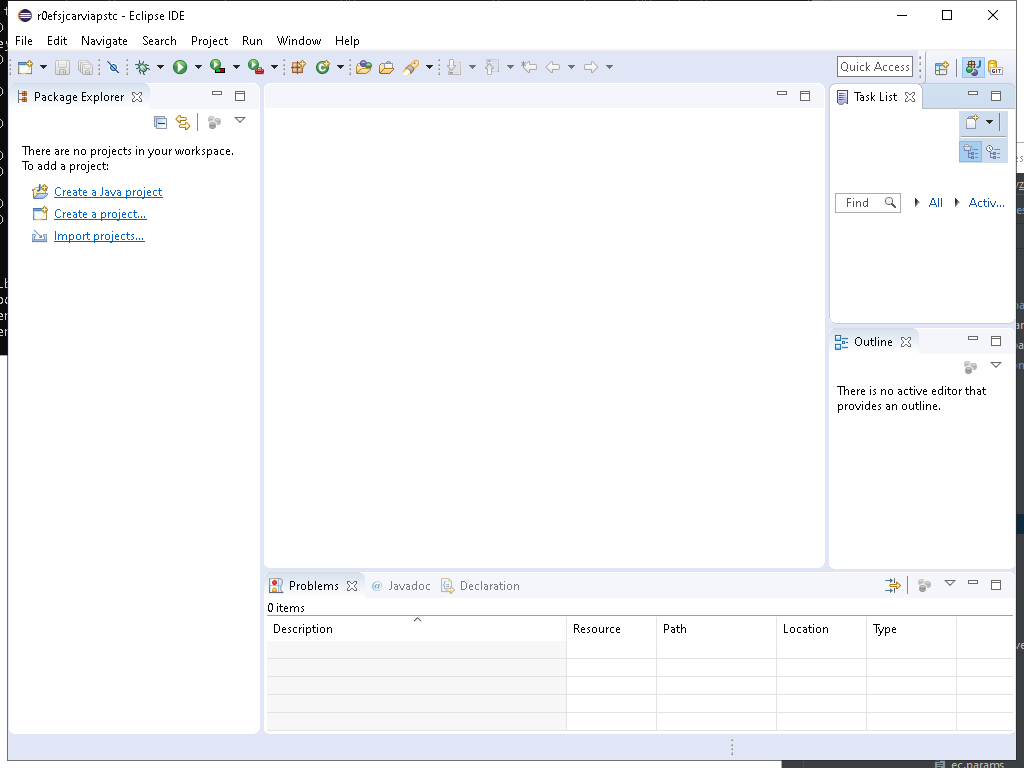 r0efsjcarviapstc - Eclipse IDE
File Edit Navigate Search Project Run Window Help
Quick Access
GIT
Package Explorer
There are no projects in your workspace.
To add a project:
Create a Java project
Create a project...
Import projects...
Task List
Find
All
Activ...
Outline
There is no active editor that
provides an outline.
Problems @ Javadoc Declaration
0 items
Description Resource Path Location Type
ec.params